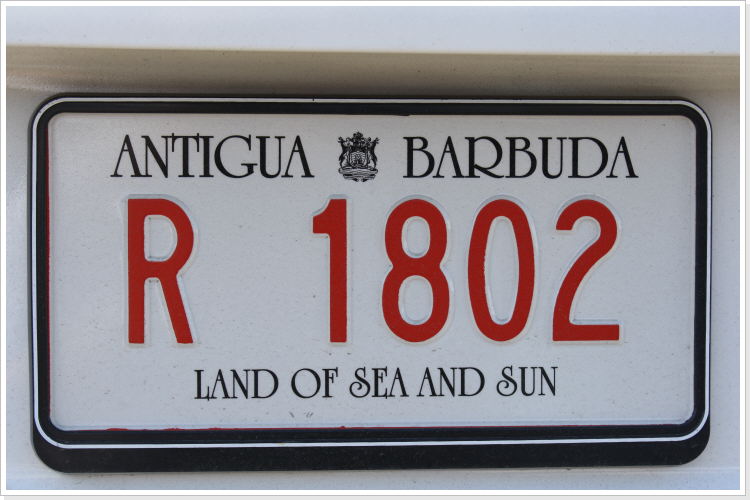 ANTIGUA BARBUDA
R 1802
LAND OF SEA AND SUN